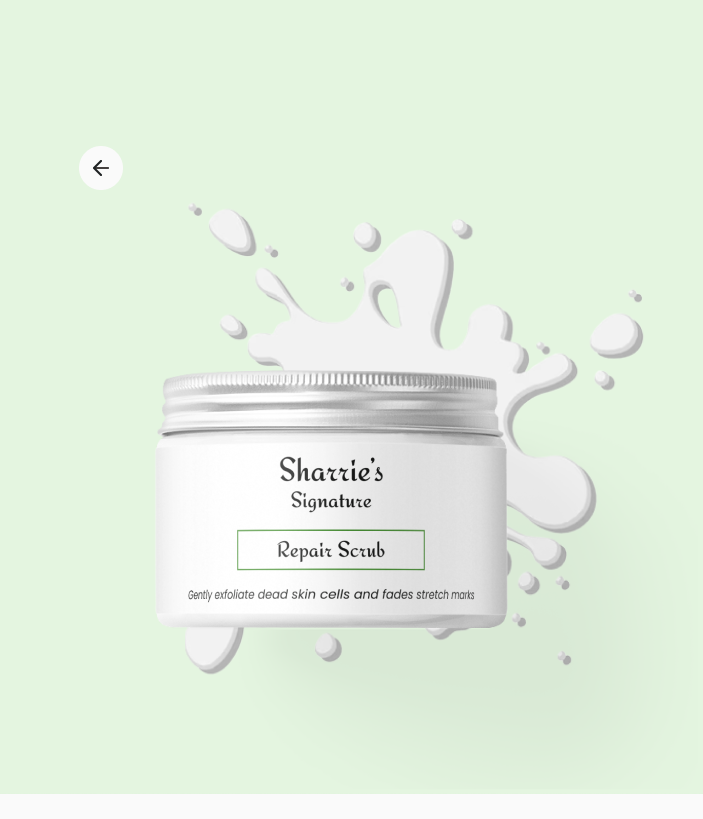 Sharrie's
Signature
Repair Scrub
Gently exfoliate dead skin cells and fades stretch marks